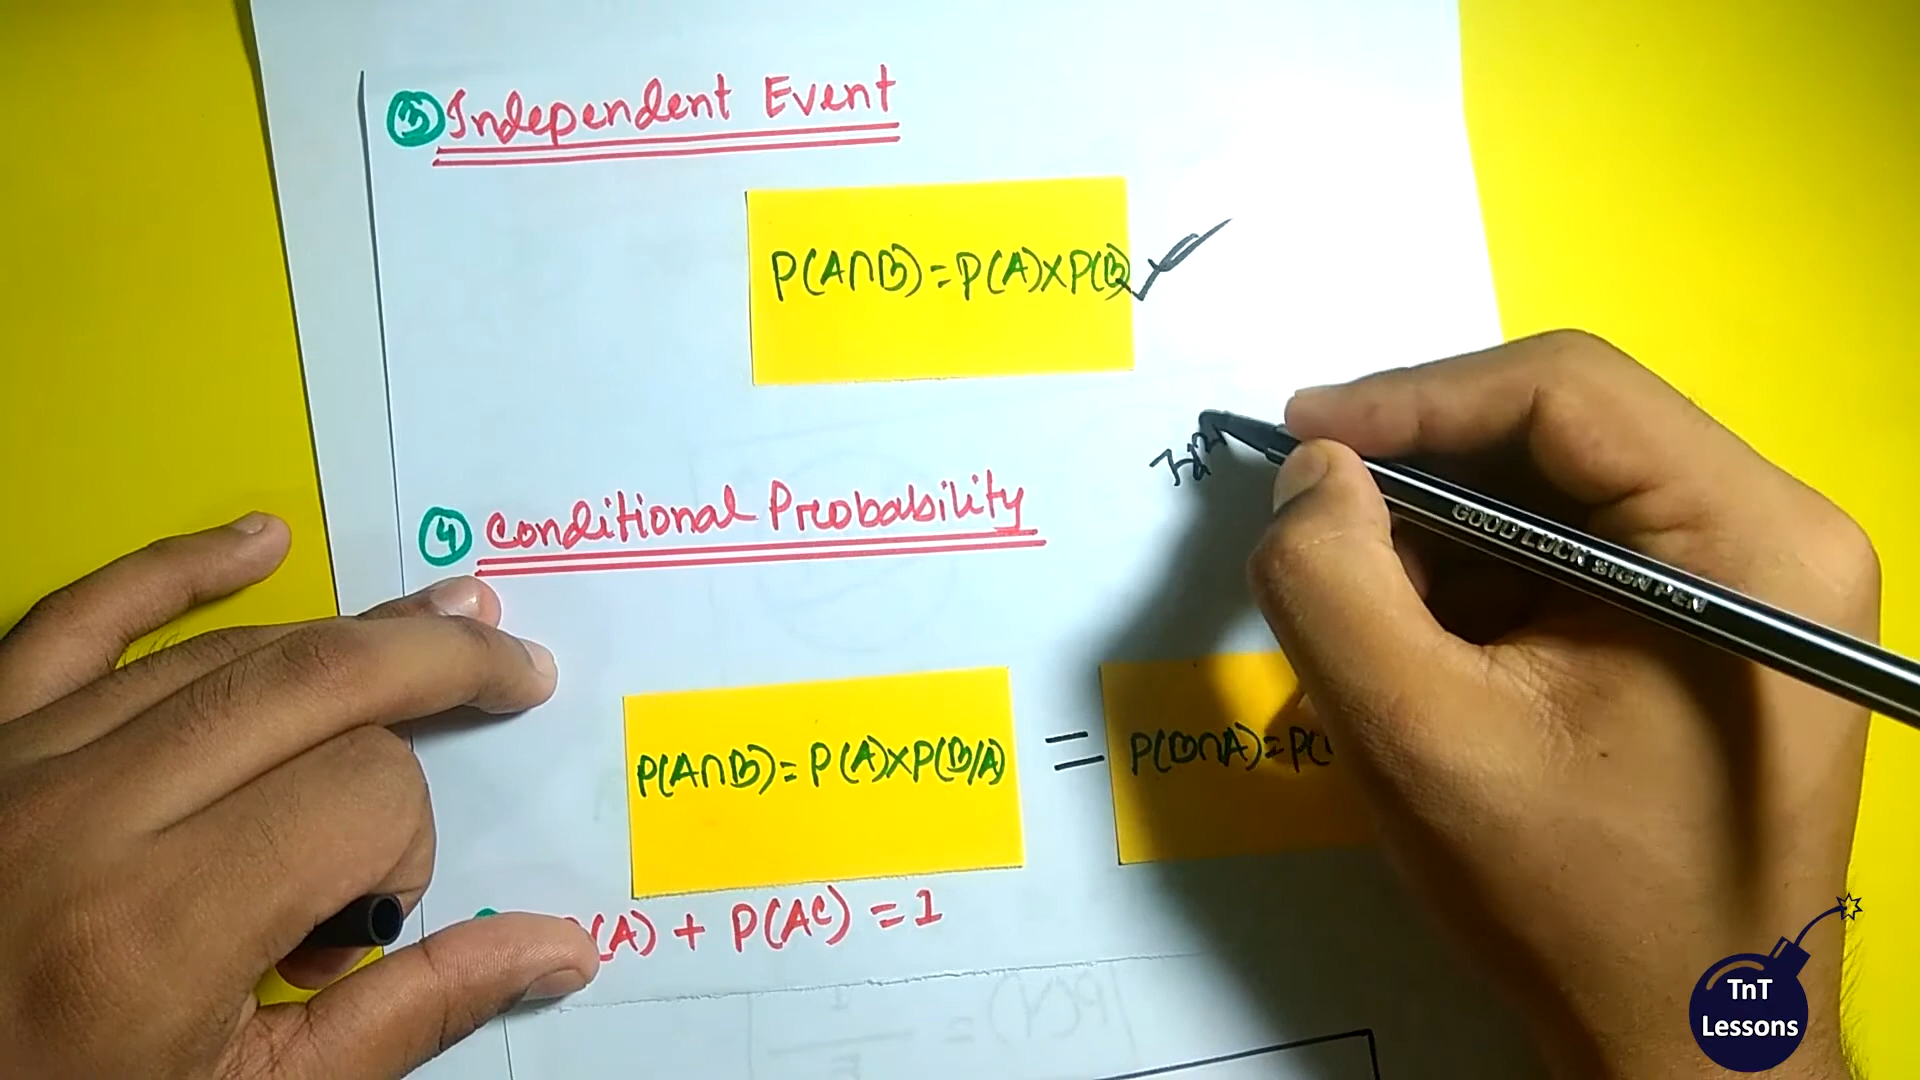 ③ Independent Event
P(A∩B)=P(A)×P(B)
④ Conditional Probability
P(A∩B)=P(A)×P(B/A) = P(B∩A)=P(
(A) + P(AC) = 1
GOOD LUCK SIGN PEN
TnT
Lessons